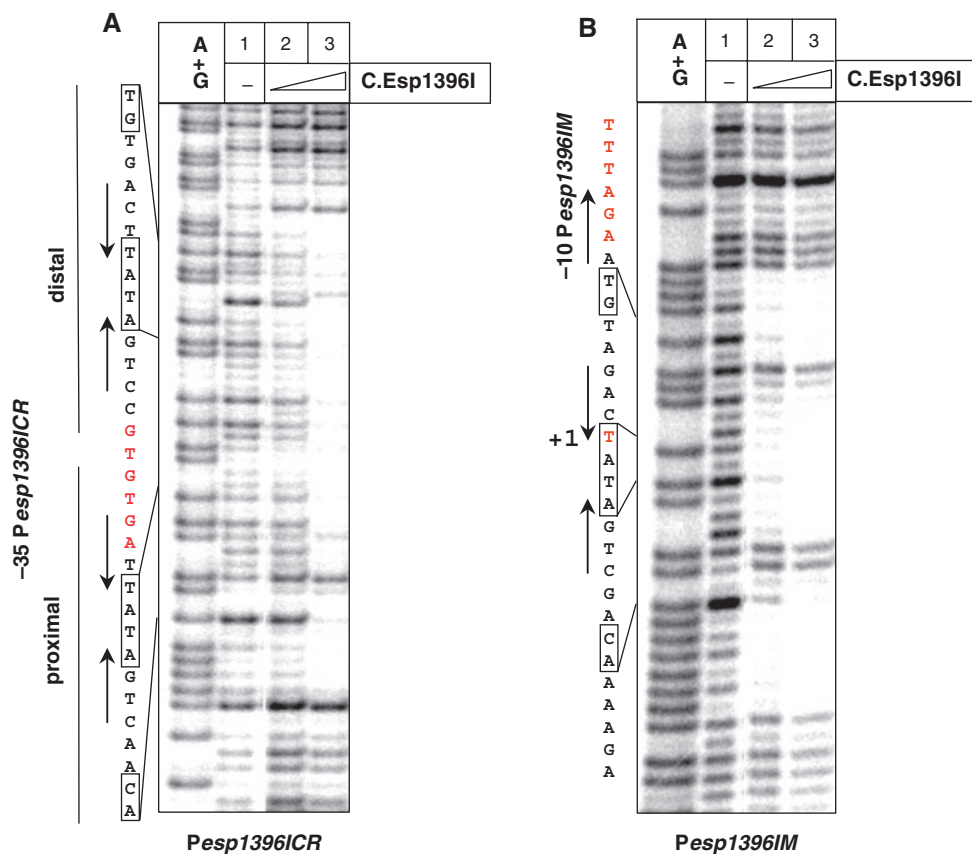 A
A
+
G
1
2
3
–
C.Esp1396I
distal
proximal
–35 Pesp1396ICR
T
G
T
G
A
C
T
T
A
T
A
G
T
C
C
G
T
G
T
G
A
T
T
A
T
A
G
T
C
A
A
C
A
Pesp1396ICR
B
A
+
G
1
2
3
–
C.Esp1396I
–10 Pesp1396IM
+1
T
T
T
A
G
A
A
T
G
T
A
G
A
C
T
A
T
A
G
T
C
G
A
C
A
A
A
A
G
A
Pesp1396IM